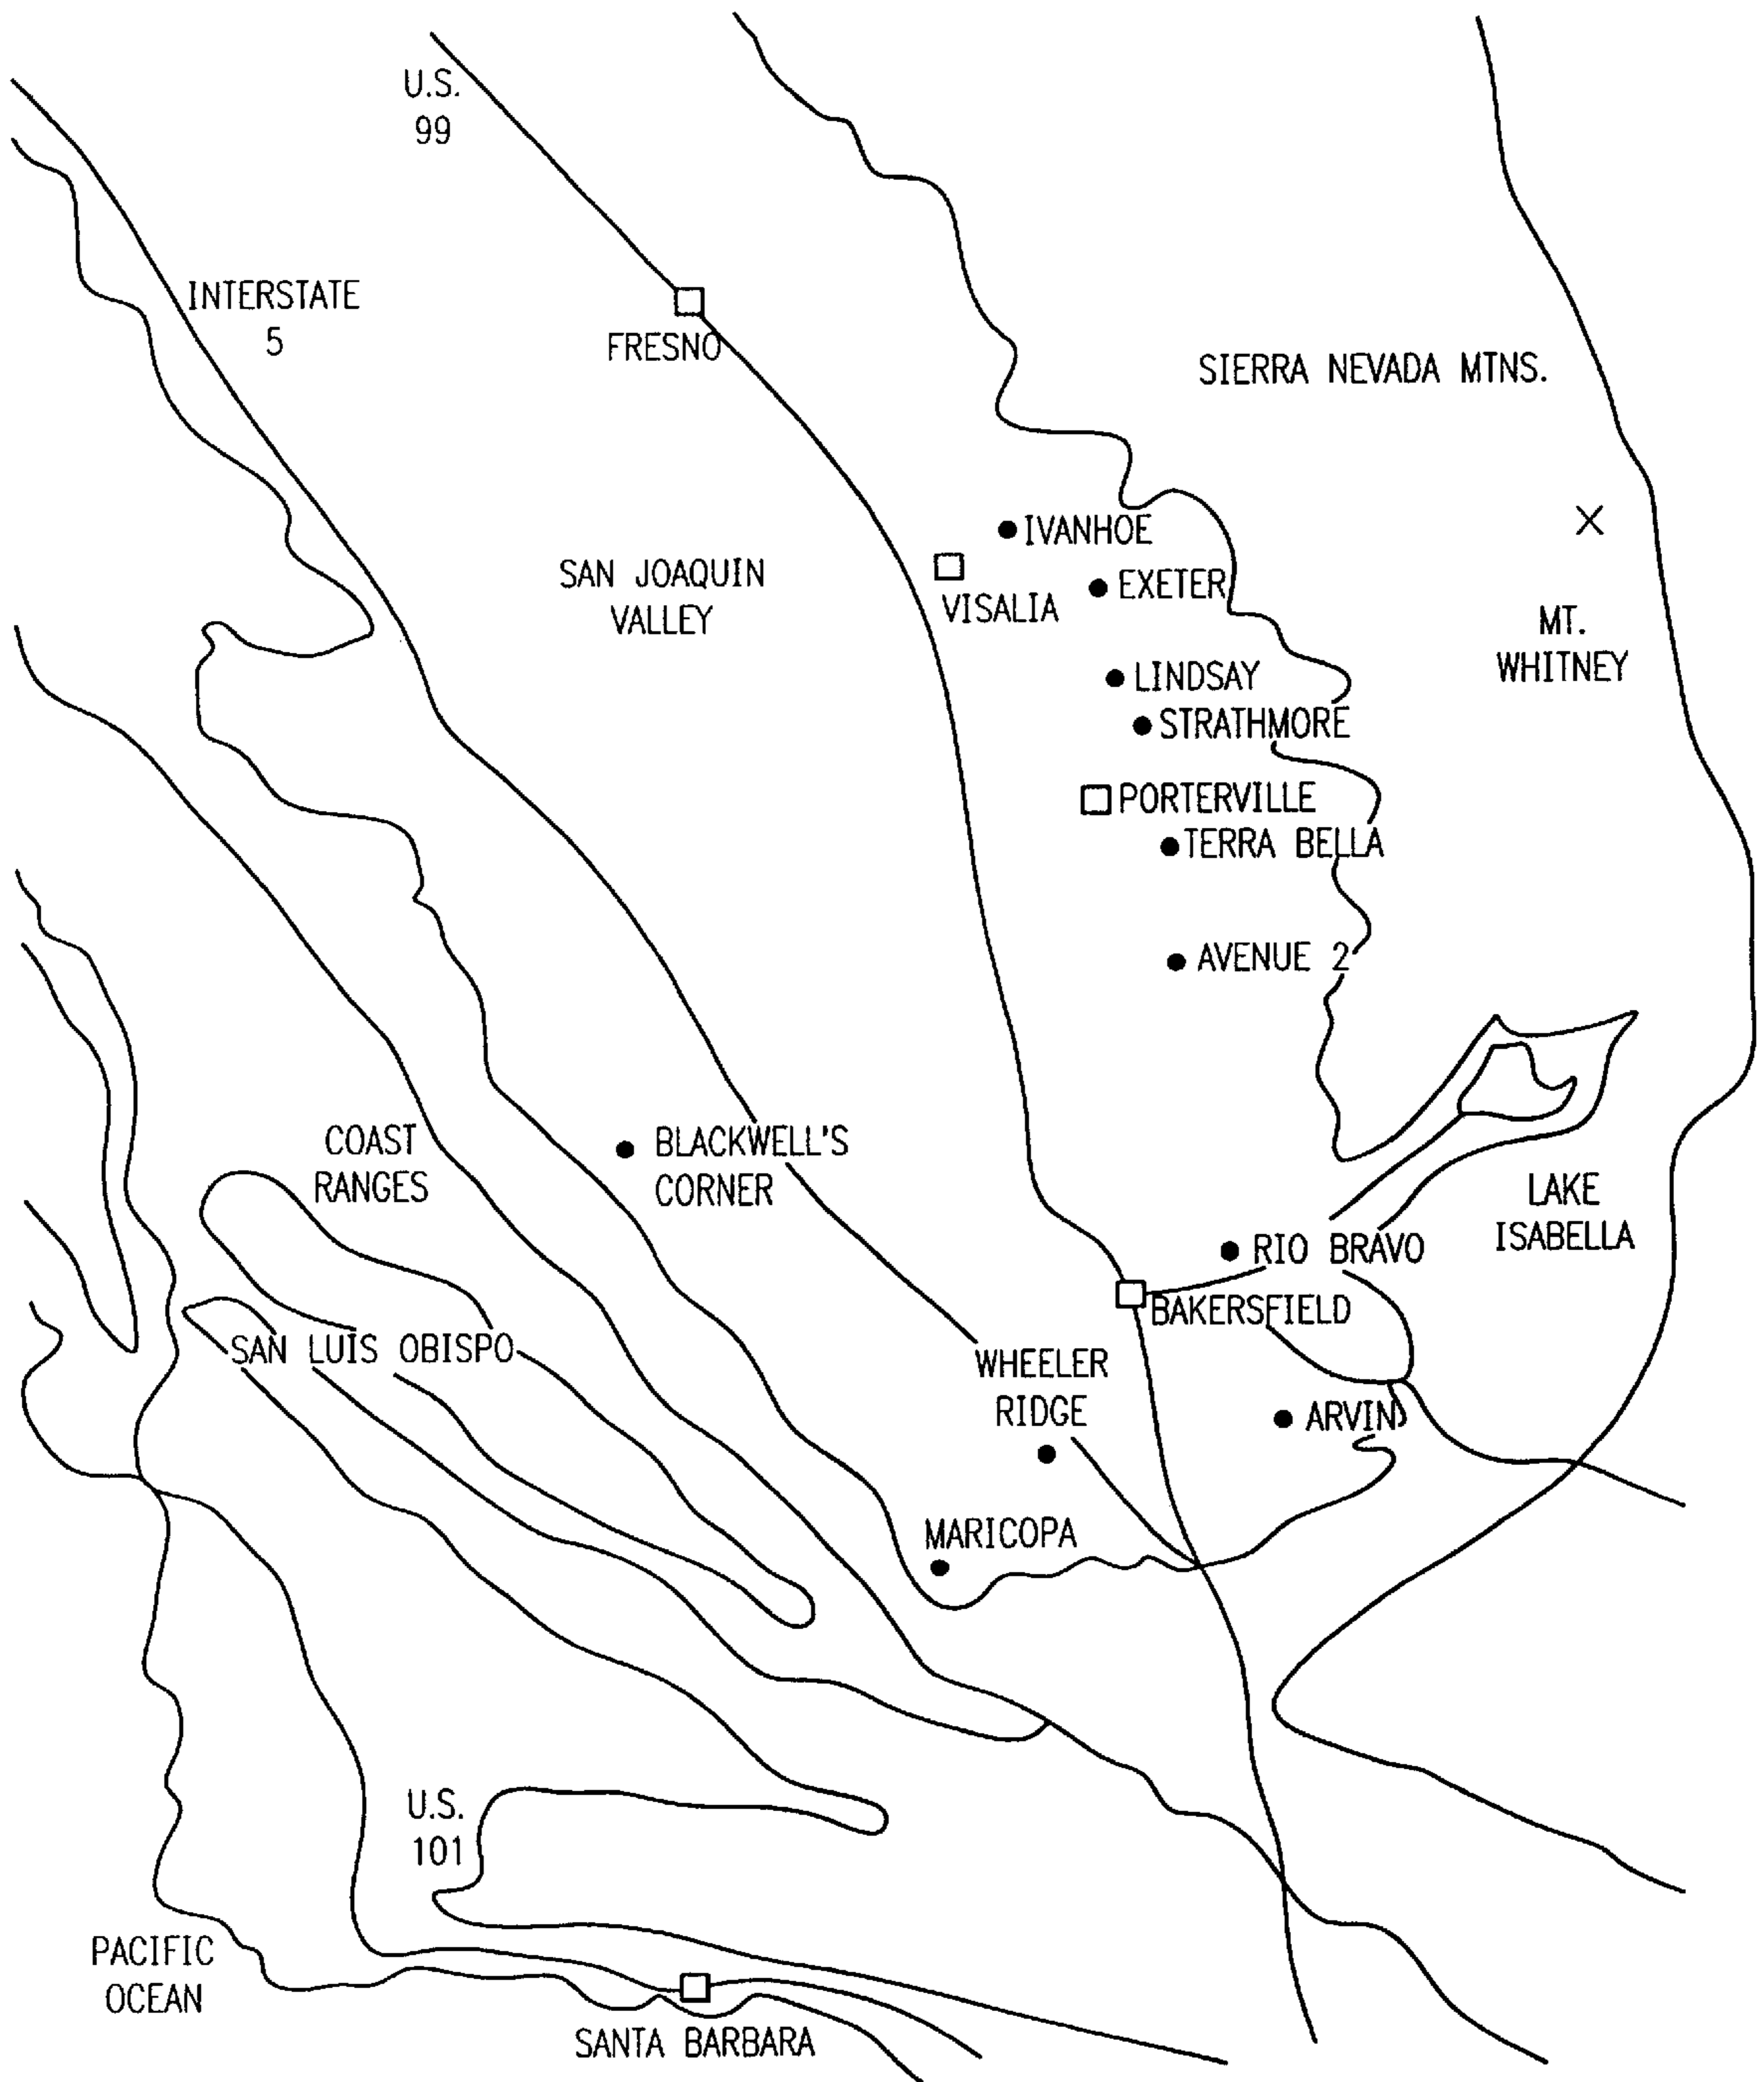 U.S.
99
INTERSTATE
5
FRESNO
SIERRA NEVADA MTNS.
IVANHOE
SAN JOAQUIN
VALLEY
EXETER
VISALIA
MT.
WHITNEY
LINDSAY
STRATHMORE
PORTERVILLE
TERRA BELLA
AVENUE 2
COAST
RANGES
BLACKWELL'S
CORNER
LAKE
ISABELLA
RIO BRAVO
BAKERSFIELD
SAN LUIS OBISPO
WHEELER
RIDGE
ARVIN
MARICOPA
U.S.
101
PACIFIC
OCEAN
SANTA BARBARA